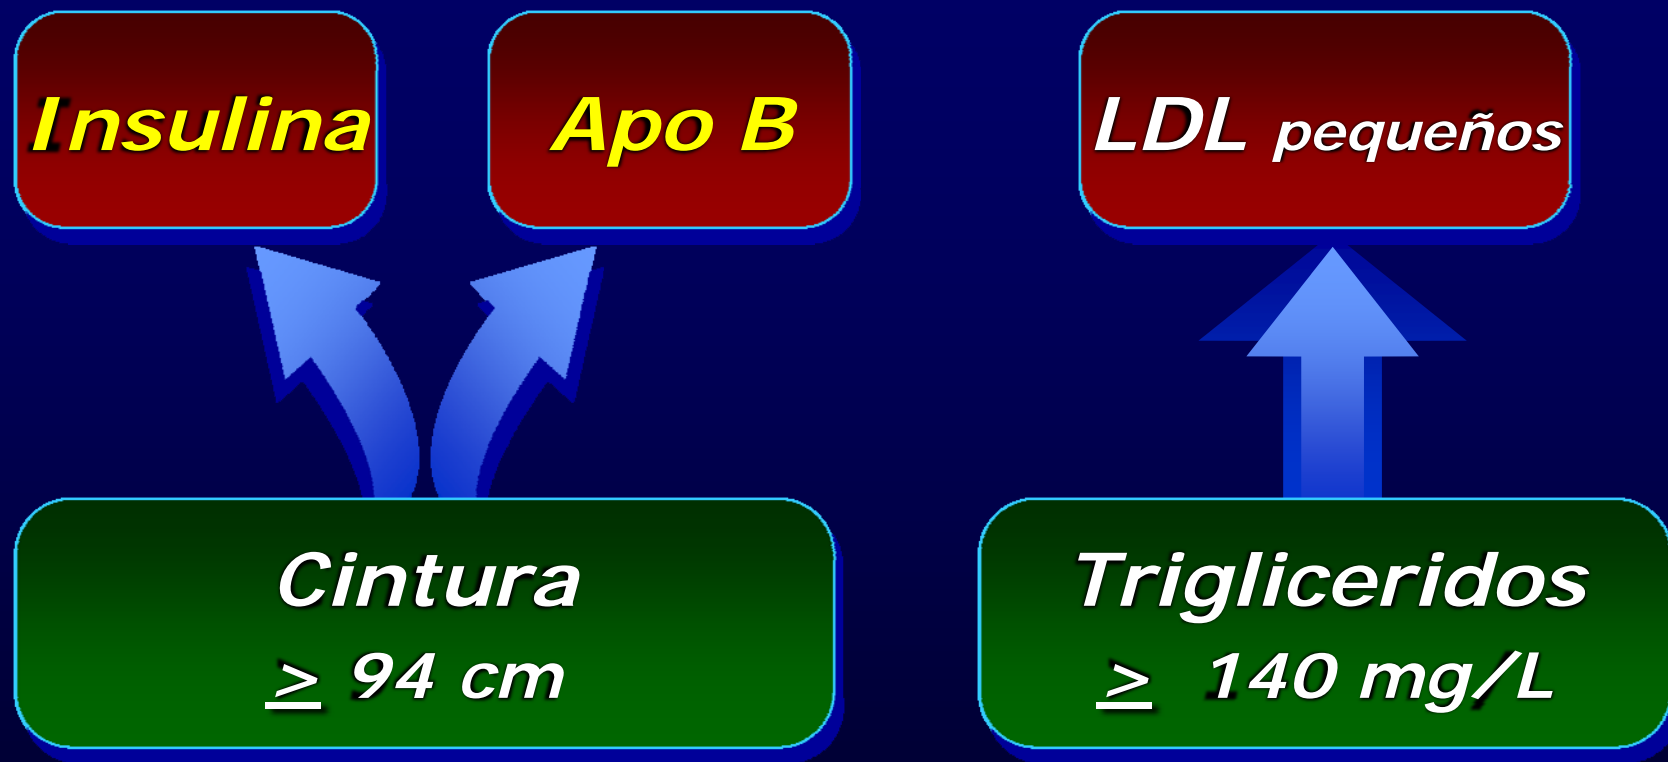 Insulina
Apo B
LDL pequeños
Cintura
≥ 94 cm
Trigliceridos
≥ 140 mg/L